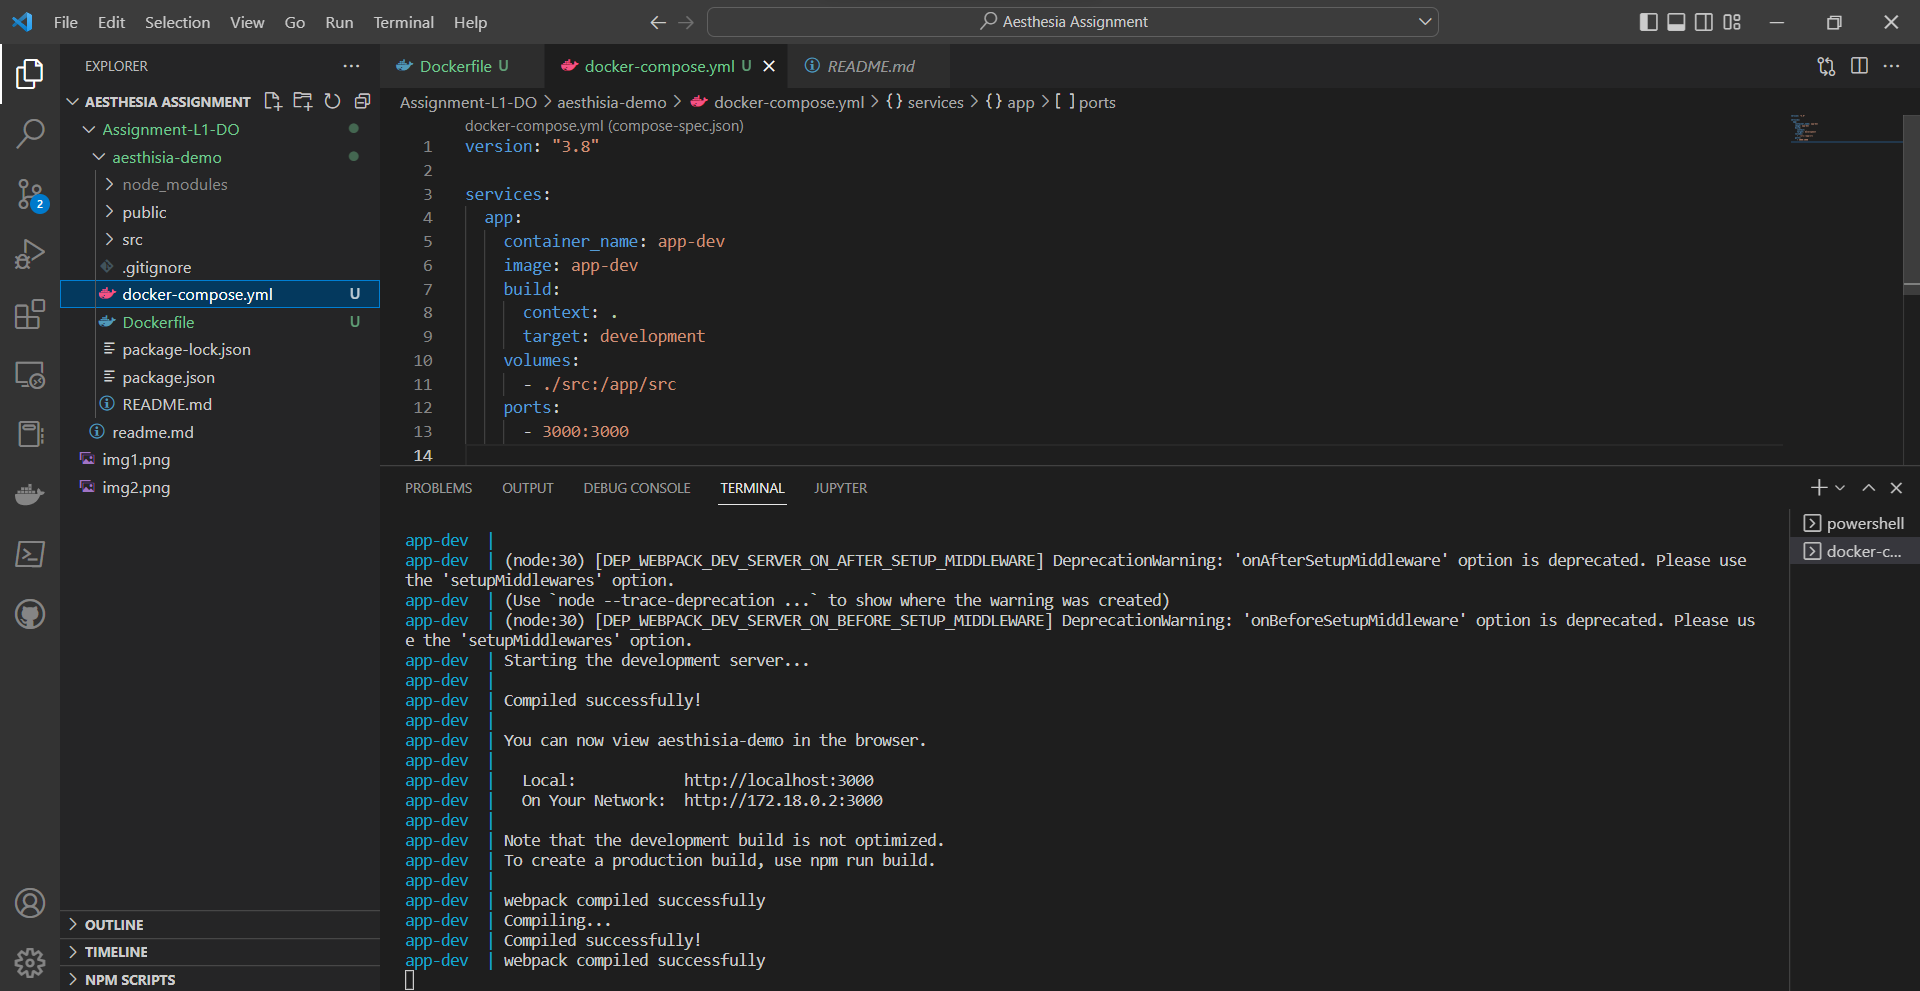 File Edit Selection View Go Run Terminal Help
Aesthesia Assignment
EXPLORER
AESTHESIA ASSIGNMENT
Assignment-L1-DO
aesthisia-demo
node_modules
public
src
.gitignore
docker-compose.yml U
Dockerfile U
package-lock.json
package.json
README.md
readme.md
img1.png
img2.png
OUTLINE
TIMELINE
NPM SCRIPTS
2
Dockerfile U
docker-compose.yml U
README.md
Assignment-L1-DO > aesthisia-demo > docker-compose.yml > {} services > {} app > [ ] ports
docker-compose.yml (compose-spec.json)
1 version: "3.8"
2
3 services:
4 app:
5 container_name: app-dev
6 image: app-dev
7 build:
8 context: .
9 target: development
10 volumes:
11 - ./src:/app/src
12 ports:
13 - 3000:3000
14
PROBLEMS OUTPUT DEBUG CONSOLE TERMINAL JUPYTER
powershell
docker-c...
app-dev |
app-dev | (node:30) [DEP_WEBPACK_DEV_SERVER_ON_AFTER_SETUP_MIDDLEWARE] DeprecationWarning: 'onAfterSetupMiddleware' option is deprecated. Please use
the 'setupMiddlewares' option.
app-dev | (Use `node --trace-deprecation ...` to show where the warning was created)
app-dev | (node:30) [DEP_WEBPACK_DEV_SERVER_ON_BEFORE_SETUP_MIDDLEWARE] DeprecationWarning: 'onBeforeSetupMiddleware' option is deprecated. Please us
e the 'setupMiddlewares' option.
app-dev | Starting the development server...
app-dev |
app-dev | Compiled successfully!
app-dev |
app-dev | You can now view aesthisia-demo in the browser.
app-dev |
app-dev | Local: http://localhost:3000
app-dev | On Your Network: http://172.18.0.2:3000
app-dev |
app-dev | Note that the development build is not optimized.
app-dev | To create a production build, use npm run build.
app-dev |
app-dev | webpack compiled successfully
app-dev | Compiling...
app-dev | Compiled successfully!
app-dev | webpack compiled successfully